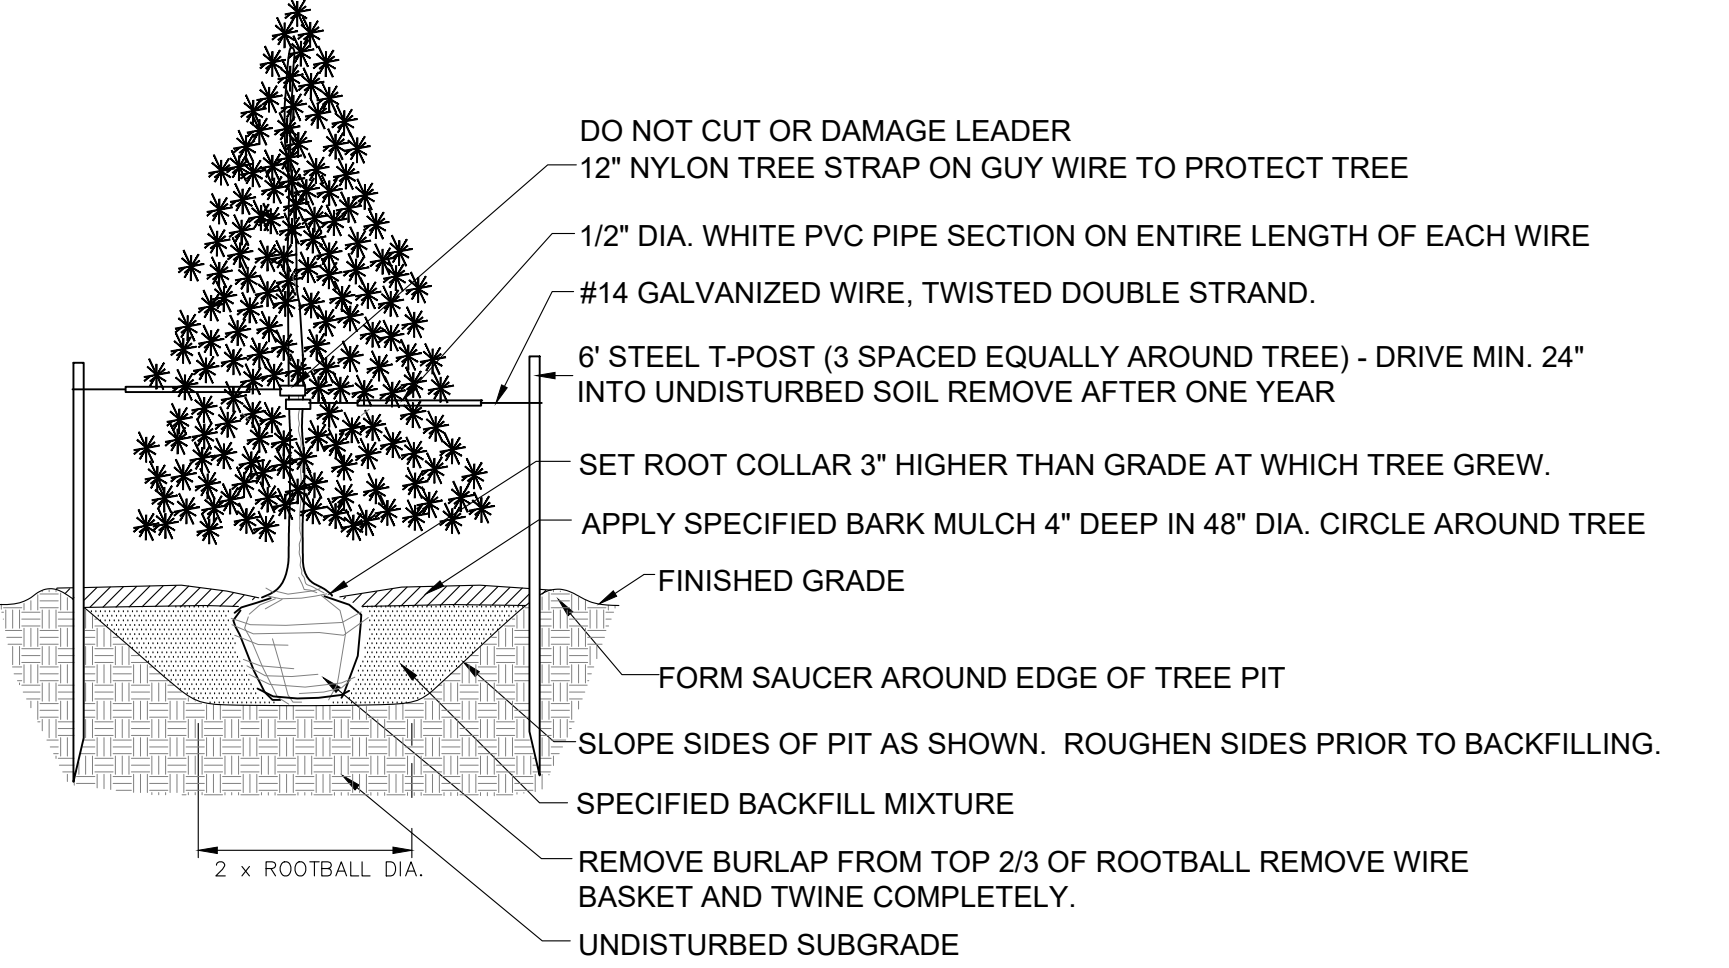 DO NOT CUT OR DAMAGE LEADER
12" NYLON TREE STRAP ON GUY WIRE TO PROTECT TREE
1/2" DIA. WHITE PVC PIPE SECTION ON ENTIRE LENGTH OF EACH WIRE
#14 GALVANIZED WIRE, TWISTED DOUBLE STRAND.
6' STEEL T-POST (3 SPACED EQUALLY AROUND TREE) - DRIVE MIN. 24"
INTO UNDISTURBED SOIL REMOVE AFTER ONE YEAR
SET ROOT COLLAR 3" HIGHER THAN GRADE AT WHICH TREE GREW.
APPLY SPECIFIED BARK MULCH 4" DEEP IN 48" DIA. CIRCLE AROUND TREE
FINISHED GRADE
FORM SAUCER AROUND EDGE OF TREE PIT
SLOPE SIDES OF PIT AS SHOWN. ROUGHEN SIDES PRIOR TO BACKFILLING.
SPECIFIED BACKFILL MIXTURE
2 x ROOTBALL DIA.
REMOVE BURLAP FROM TOP 2/3 OF ROOTBALL REMOVE WIRE
BASKET AND TWINE COMPLETELY.
UNDISTURBED SUBGRADE